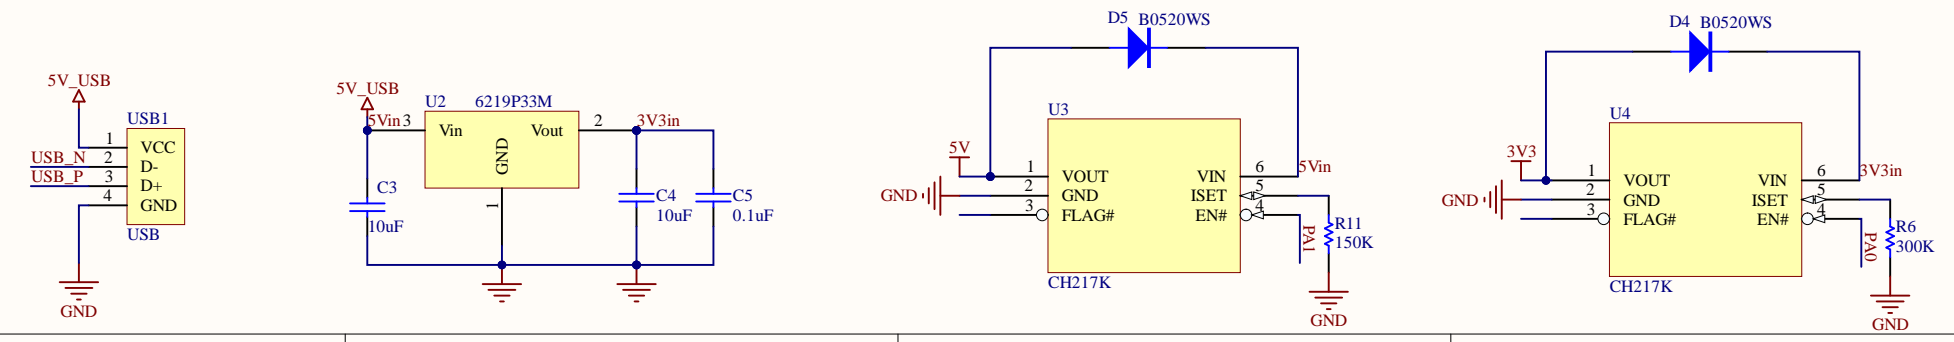 5V_USB
USB1
1 VCC
USB_N 2 D-
USB_P 3 D+
4 GND
USB
GND
5V_USB
U2 6219P33M
5Vin 3 Vin Vout 2 3V3in
GND
1
C3
10uF
C4
10uF
C5
0.1uF
D5 B0520WS
U3
5V
1 VOUT VIN 6 5Vin
GND 2 GND ISET 5
3 FLAG# EN# 4
PA1
R11
150K
CH217K
GND
D4 B0520WS
U4
3V3
1 VOUT VIN 6 3V3in
GND 2 GND ISET 5
3 FLAG# EN# 4
PA0
R6
300K
CH217K
GND